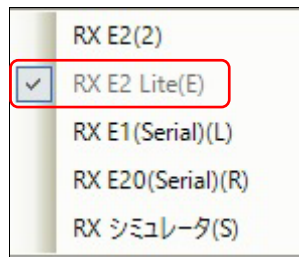 RX E2(2)
RX E2 Lite(E)
RX E1(Serial)(L)
RX E20(Serial)(R)
RX シミュレータ(S)